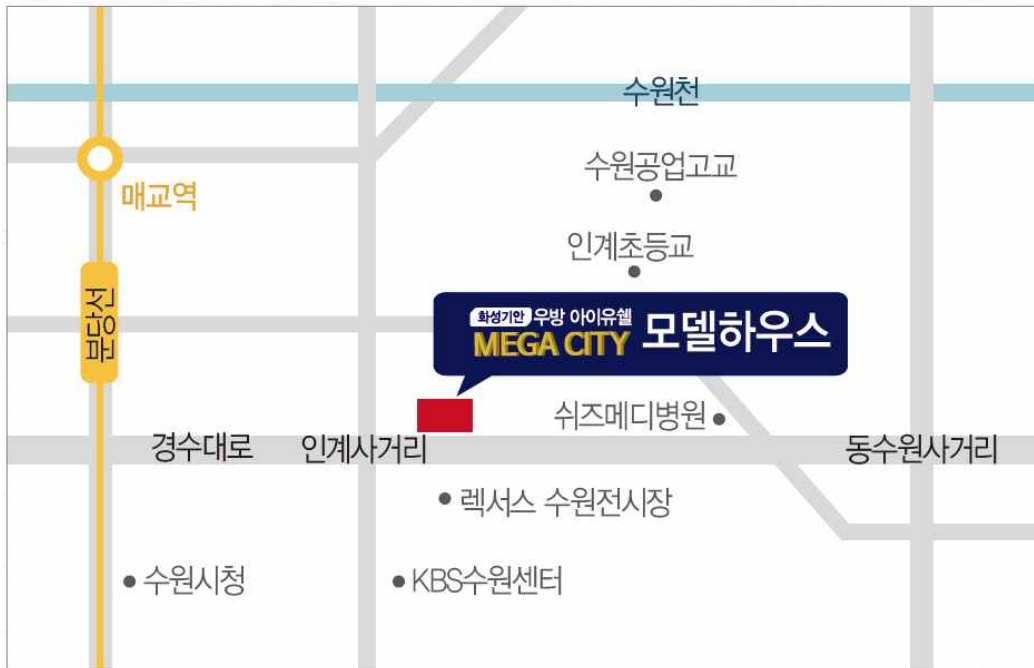 수원천
수원공업고교
매교역
인계초등교
분당선
화성기안 우방 아이유쉘
MEGA CITY 모델하우스
쉬즈메디병원
경수대로
인계사거리
동수원사거리
렉서스 수원전시장
수원시청
KBS수원센터